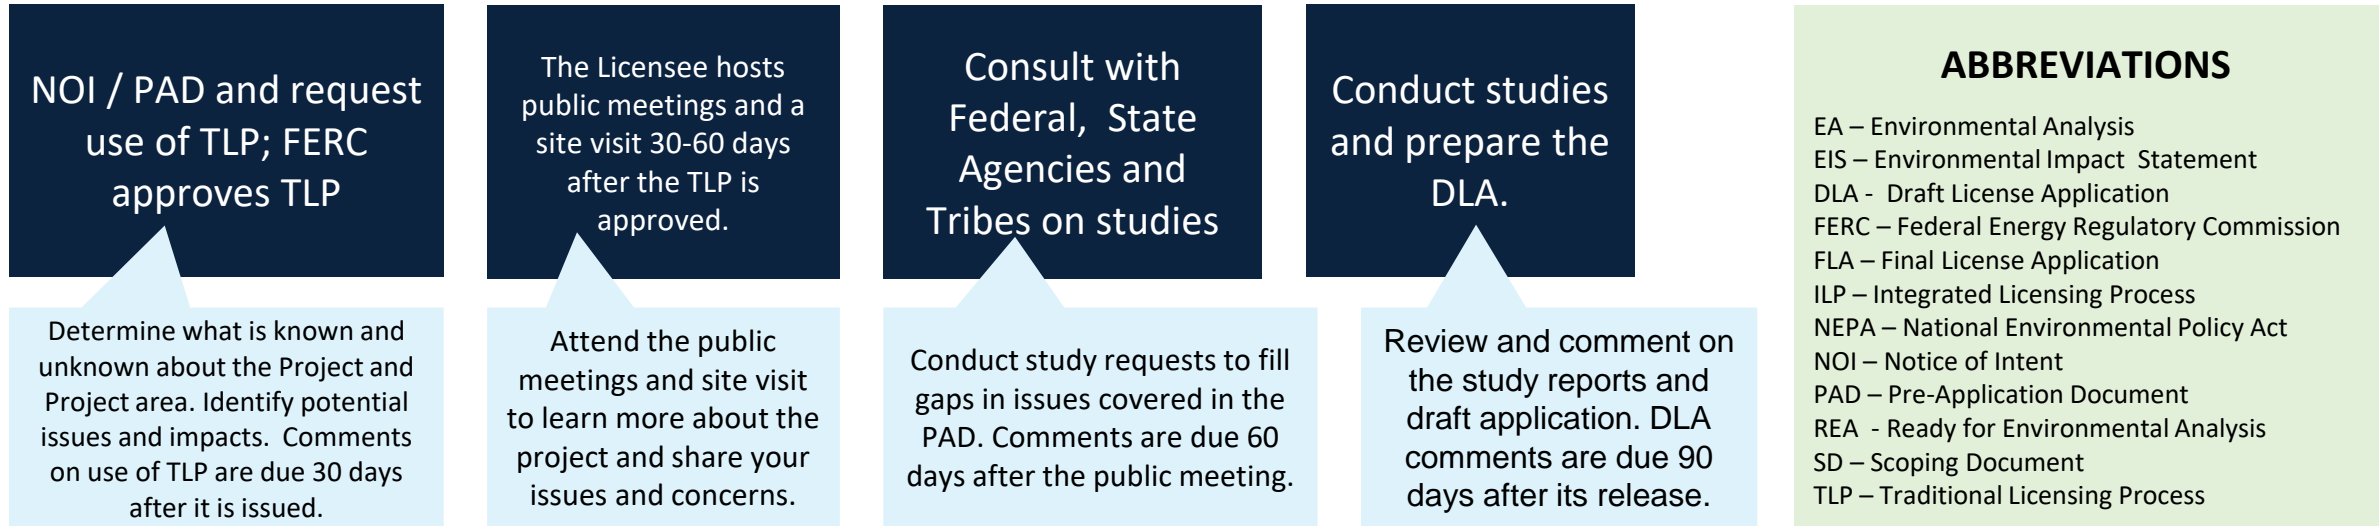 NOI / PAD and request
use of TLP; FERC
approves TLP
Determine what is known and
unknown about the Project and
Project area. Identify potential
issues and impacts. Comments
on use of TLP are due 30 days
after it is issued.
The Licensee hosts
public meetings and a
site visit 30-60 days
after the TLP is
approved.
Attend the public
meetings and site visit
to learn more about the
project and share your
issues and concerns.
Consult with
Federal, State
Agencies and
Tribes on studies
Conduct study requests to fill
gaps in issues covered in the
PAD. Comments are due 60
days after the public meeting.
Conduct studies
and prepare the
DLA.
Review and comment on
the study reports and
draft application. DLA
comments are due 90
days after its release.
ABBREVIATIONS
EA – Environmental Analysis
EIS – Environmental Impact Statement
DLA - Draft License Application
FERC – Federal Energy Regulatory Commission
FLA – Final License Application
ILP – Integrated Licensing Process
NEPA – National Environmental Policy Act
NOI – Notice of Intent
PAD – Pre-Application Document
REA - Ready for Environmental Analysis
SD – Scoping Document
TLP – Traditional Licensing Process